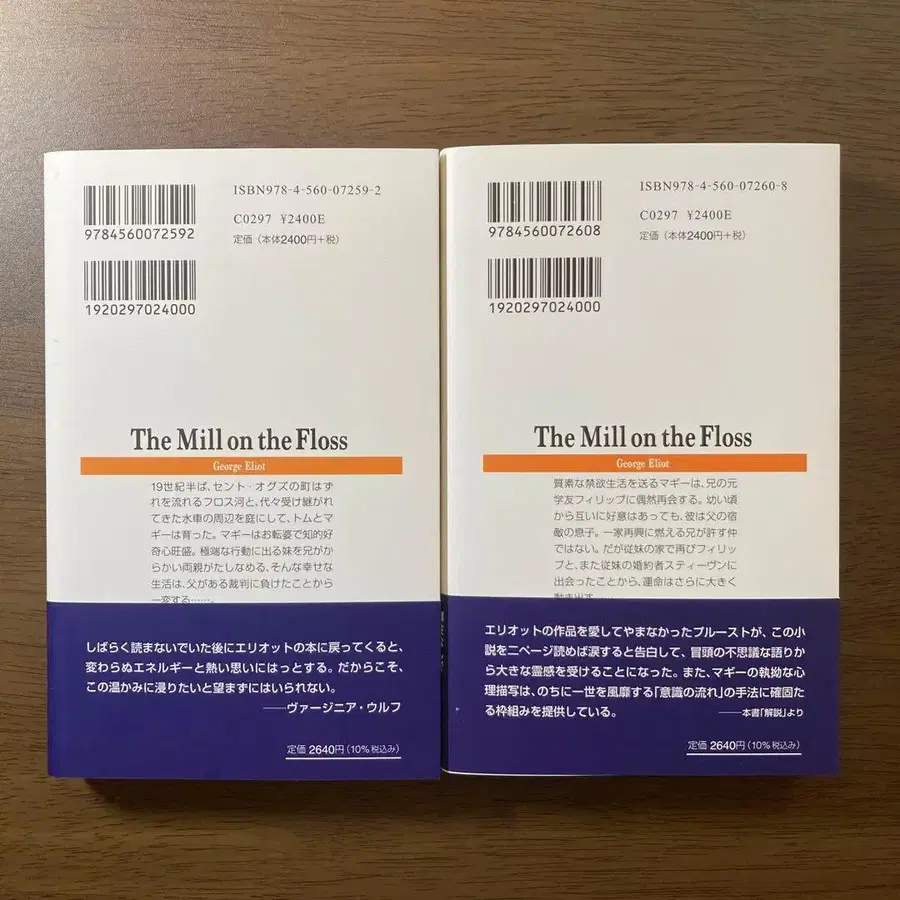 ISBN978-4-560-07259-2
9784560072592
C0297 ¥2400E
定価（本体2400円+税）
1920297024000
The Mill on the Floss
George Eliot
19世紀半ば、セント・オグズの町はず
れを流れるフロス河と、代々受け継がれ
てきた水車の周辺を庭にして、トムとマ
ギーは育った。マギーはお転婆で知的好
奇心旺盛。極端な行動に出る妹を兄がか
らかい両親がたしなめる、そんな幸せな
生活は、父がある裁判に負けたことから
一変する……。
しばらく読まないでいた後にエリオットの本に戻ってくると、
変わらぬエネルギーと熱い思いにはっとする。だからこそ、
この温かみに浸りたいと望まずにはいられない。
――ヴァージニア・ウルフ
定価 2640円（10%税込み）
ISBN978-4-560-07260-8
9784560072608
C0297 ¥2400E
定価（本体2400円+税）
1920297024000
The Mill on the Floss
George Eliot
質素な禁欲生活を送るマギーは、兄の元
学友フィリップに偶然再会する。幼い頃
から互いに好意はあっても、彼は父の宿
敵の息子。一家再興に燃える兄が許す仲
ではない。だが従妹の家で再びフィリッ
プと、また従妹の婚約者スティーヴンに
出会ったことから、運命はさらに大きく
動き出す……
エリオットの作品を愛してやまなかったプルーストが、この小
説を二ページ読めば涙すると告白して、冒頭の不思議な語りか
ら大きな霊感を受けることになった。また、マギーの執拗な心
理描写は、のちに一世を風靡する「意識の流れ」の手法に確固た
る枠組みを提供している。
――本書「解説」より
定価 2640円（10%税込み）